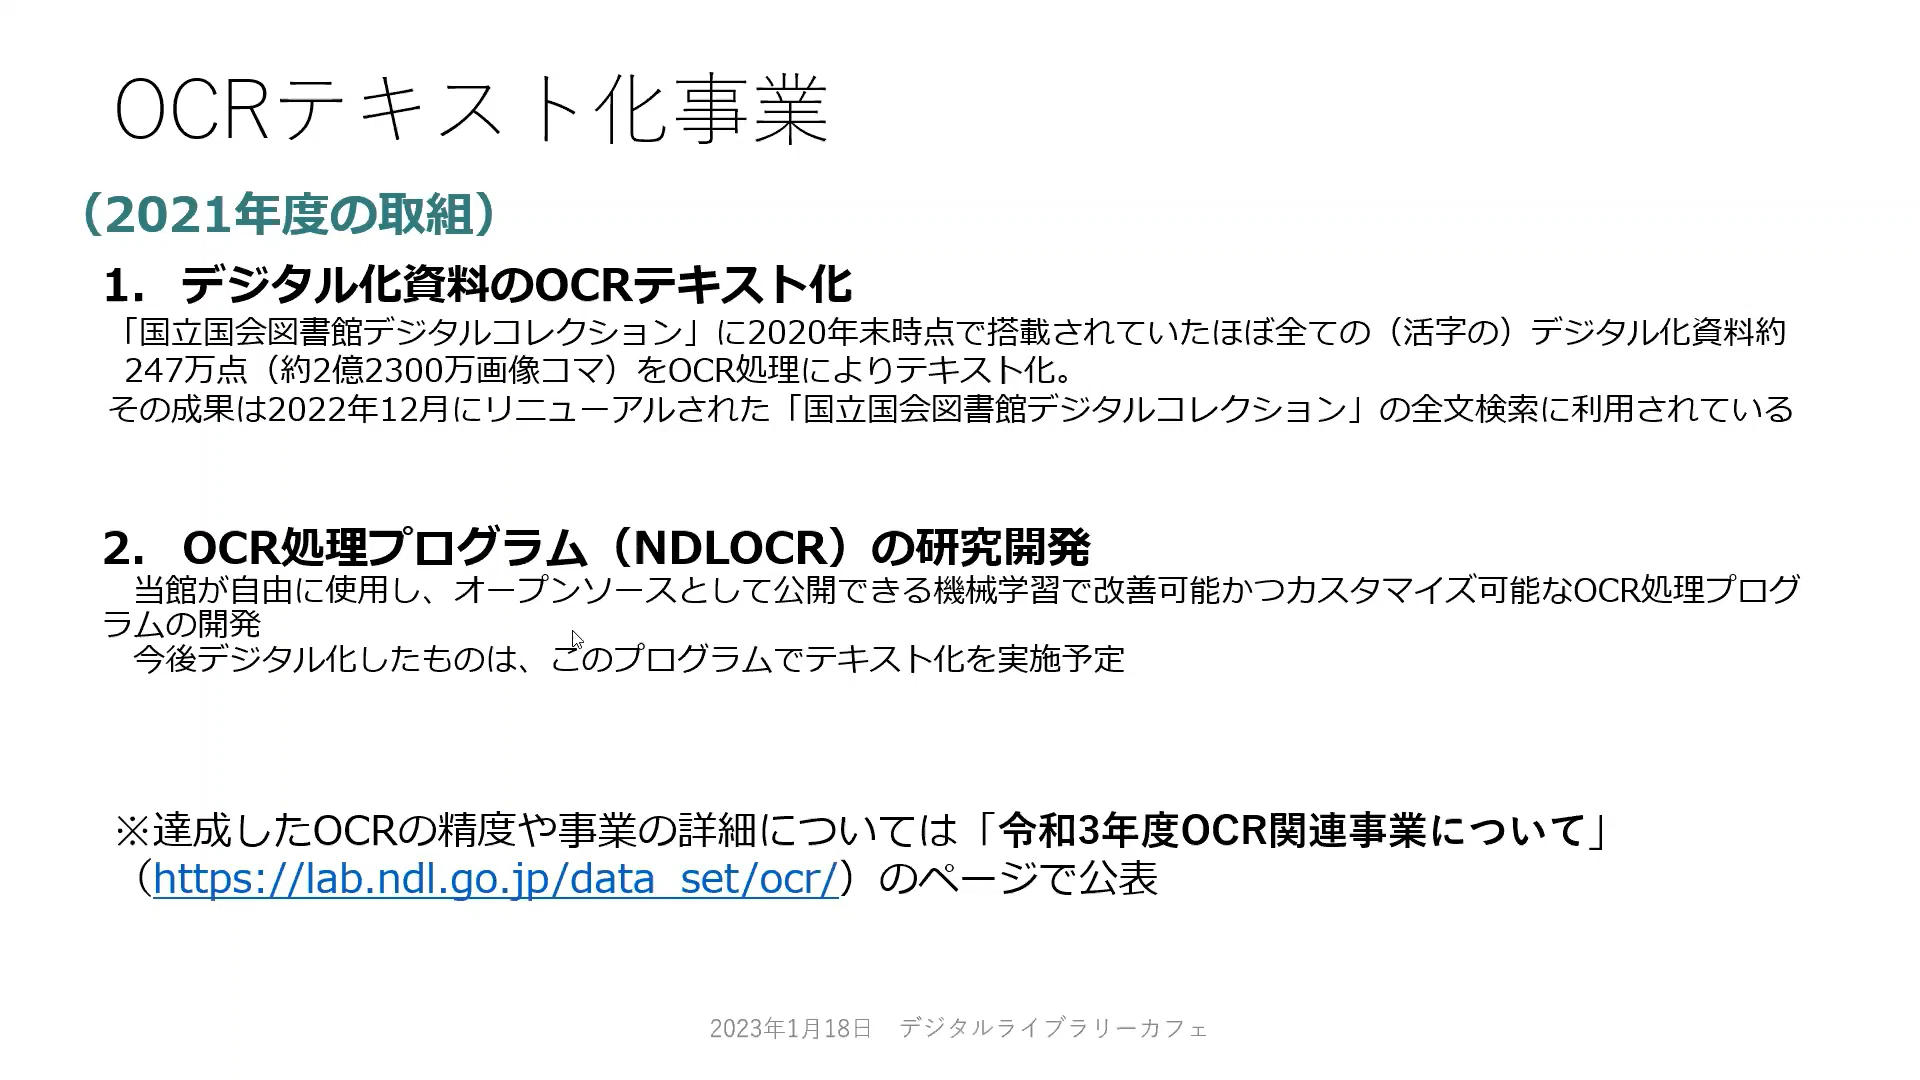 OCRテキスト化事業
（2021年度の取組）
1. デジタル化資料のOCRテキスト化
「国立国会図書館デジタルコレクション」に2020年末時点で搭載されていたほぼ全ての（活字の）デジタル化資料約
247万点（約2億2300万画像コマ）をOCR処理によりテキスト化。
その成果は2022年12月にリニューアルされた「国立国会図書館デジタルコレクション」の全文検索に利用されている
2. OCR処理プログラム（NDLOCR）の研究開発
当館が自由に使用し、オープンソースとして公開できる機械学習で改善可能かつカスタマイズ可能なOCR処理プログ
ラムの開発
今後デジタル化したものは、このプログラムでテキスト化を実施予定
※達成したOCRの精度や事業の詳細については「令和3年度OCR関連事業について」
（https://lab.ndl.go.jp/data_set/ocr/）のページで公表
2023年1月18日　デジタルライブラリーカフェ